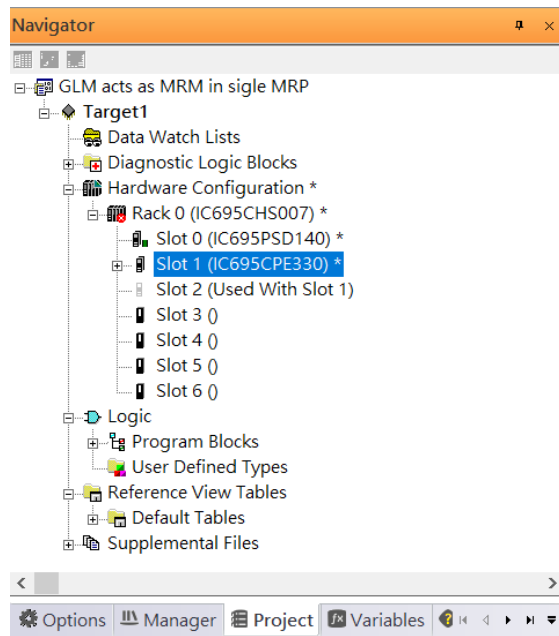 Navigator
GLM acts as MRM in sigle MRP
Target1
Data Watch Lists
Diagnostic Logic Blocks
Hardware Configuration *
Rack 0 (IC695CHS007) *
Slot 0 (IC695PSD140) *
Slot 1 (IC695CPE330) *
Slot 2 (Used With Slot 1)
Slot 3 ()
Slot 4 ()
Slot 5 ()
Slot 6 ()
Logic
Program Blocks
User Defined Types
Reference View Tables
Default Tables
Supplemental Files
Options Manager Project Variables